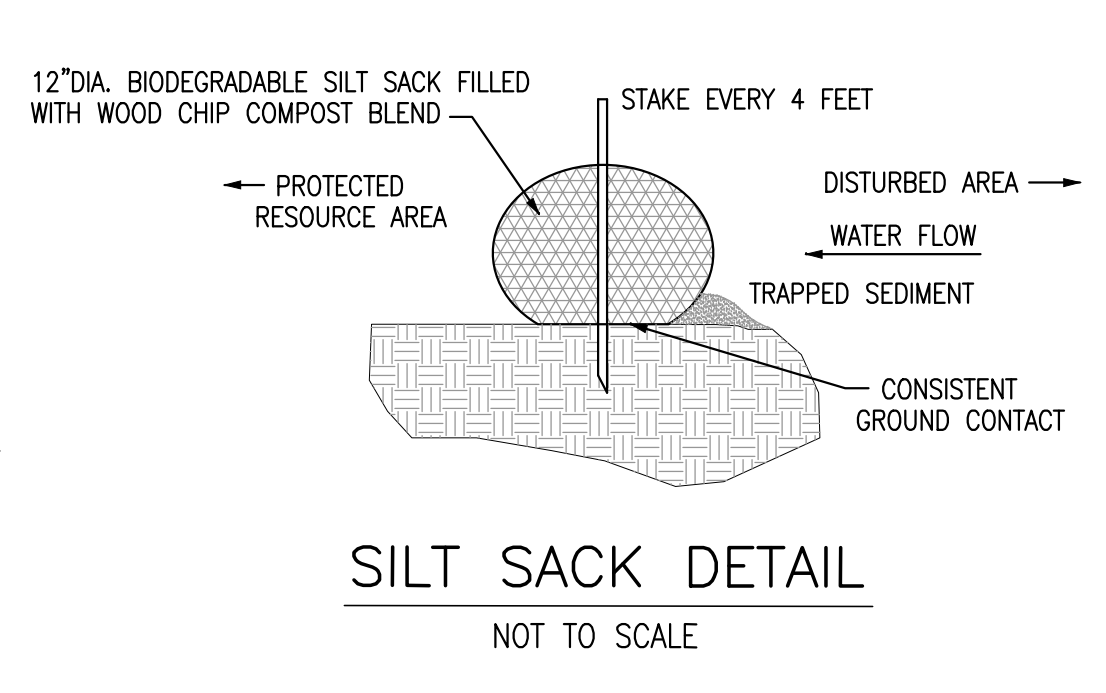 12"DIA. BIODEGRADABLE SILT SACK FILLED
WITH WOOD CHIP COMPOST BLEND
STAKE EVERY 4 FEET
PROTECTED
RESOURCE AREA
DISTURBED AREA
WATER FLOW
TRAPPED SEDIMENT
CONSISTENT
GROUND CONTACT
SILT SACK DETAIL
NOT TO SCALE